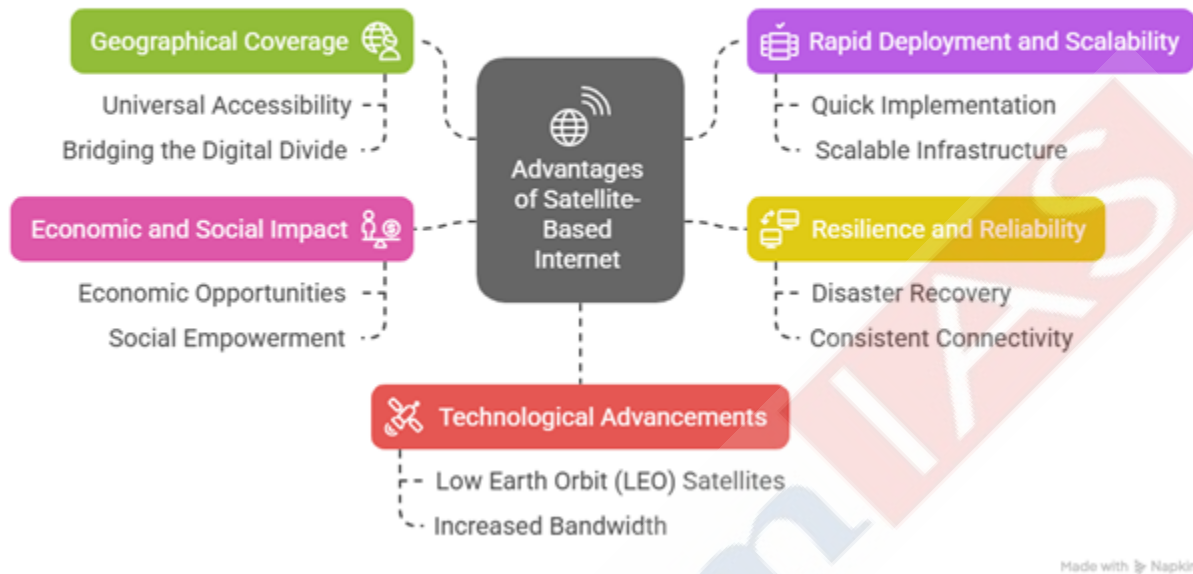 Geographical Coverage
Universal Accessibility
Bridging the Digital Divide
Economic and Social Impact
Economic Opportunities
Social Empowerment
Advantages
of Satellite-
Based
Internet
Rapid Deployment and Scalability
Quick Implementation
Scalable Infrastructure
Resilience and Reliability
Disaster Recovery
Consistent Connectivity
Technological Advancements
Low Earth Orbit (LEO) Satellites
Increased Bandwidth
IAS
Made with Napkin